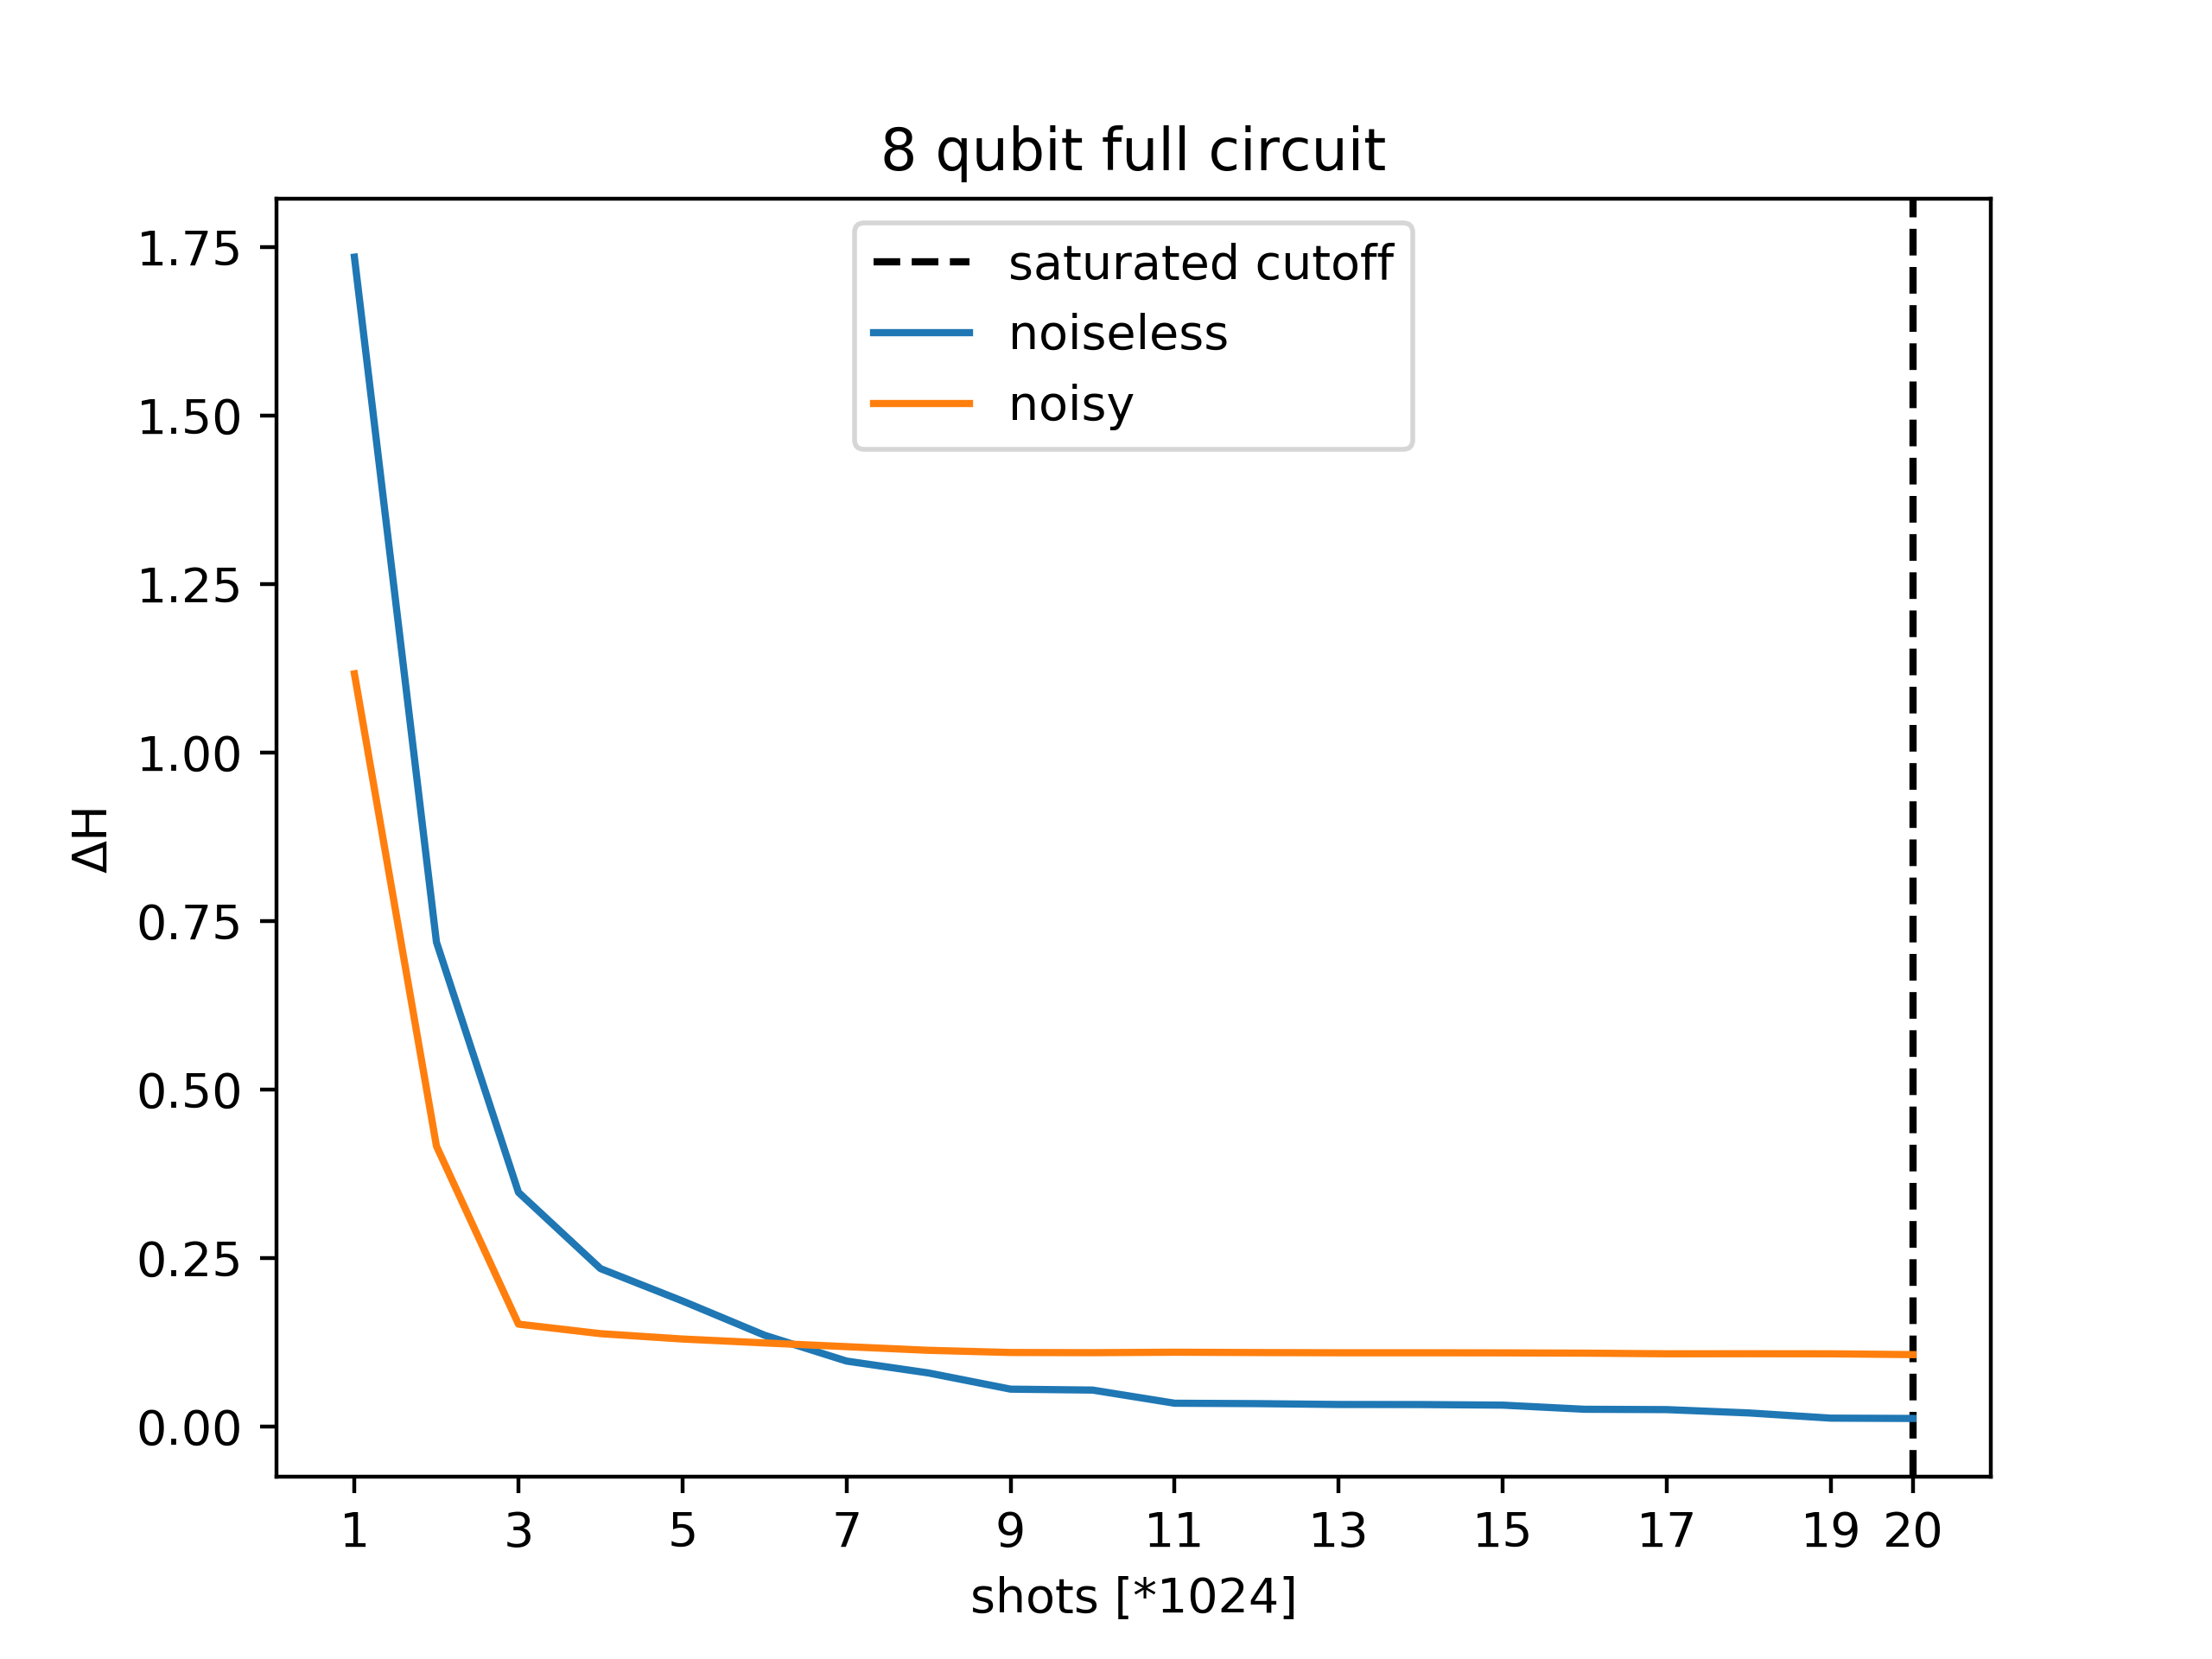 8 qubit full circuit
saturated cutoff
noiseless
noisy
1.75
1.50
1.25
1.00
0.75
0.50
0.25
0.00
ΔH
1 3 5 7 9 11 13 15 17 19 20
shots [*1024]